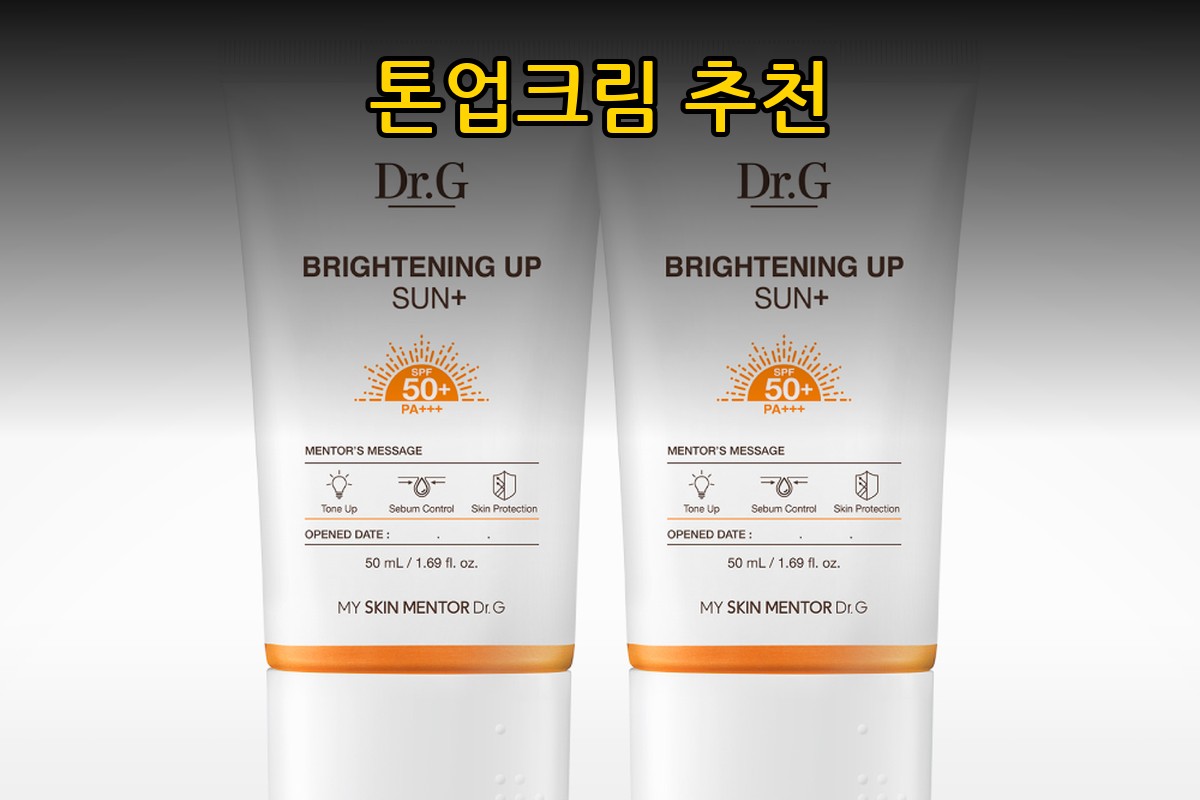 톤업크림 추천
Dr.G
BRIGHTENING UP
SUN+
SPF
50+
PA+++
MENTOR'S MESSAGE
Tone Up Sebum Control Skin Protection
OPENED DATE : . .
50 mL / 1.69 fl. oz.
MY SKIN MENTOR Dr.G
Dr.G
BRIGHTENING UP
SUN+
SPF
50+
PA+++
MENTOR'S MESSAGE
Tone Up Sebum Control Skin Protection
OPENED DATE : . .
50 mL / 1.69 fl. oz.
MY SKIN MENTOR Dr.G